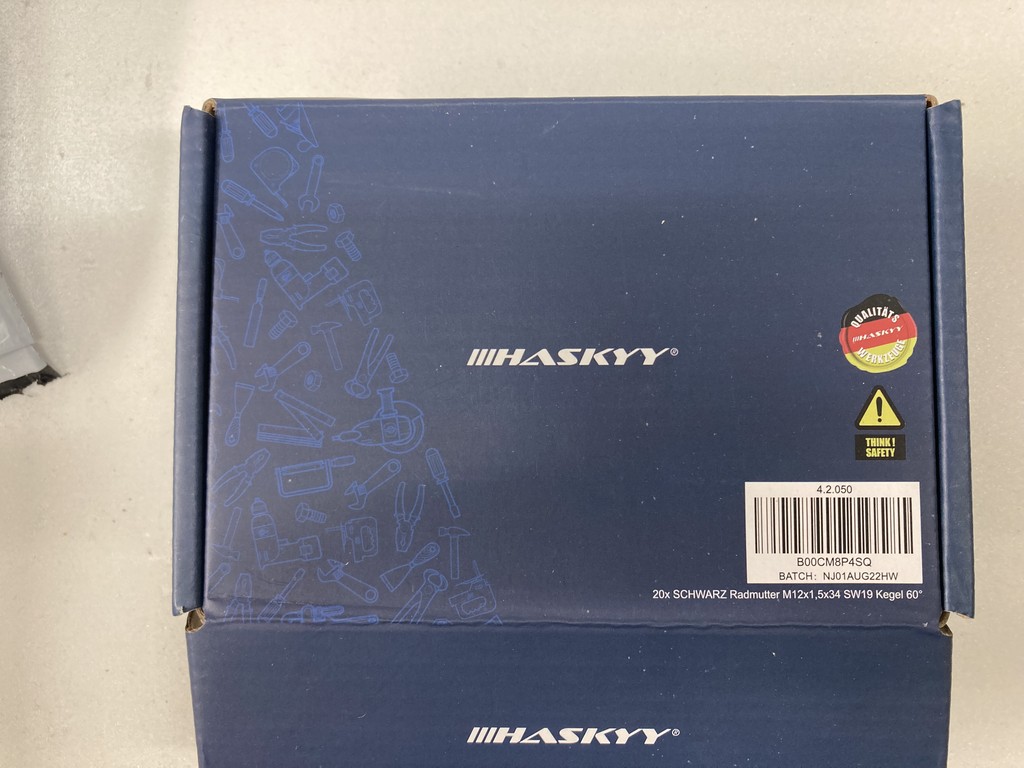 HASKYY®
QUALITÄTS
HASKYY
WERKZEUGE
THINK!
SAFETY
4.2.050
B00CM8P4SQ
BATCH: NJ01AUG22HW
20x SCHWARZ Radmutter M12x1,5x34 SW19 Kegel 60°
HASKYY®